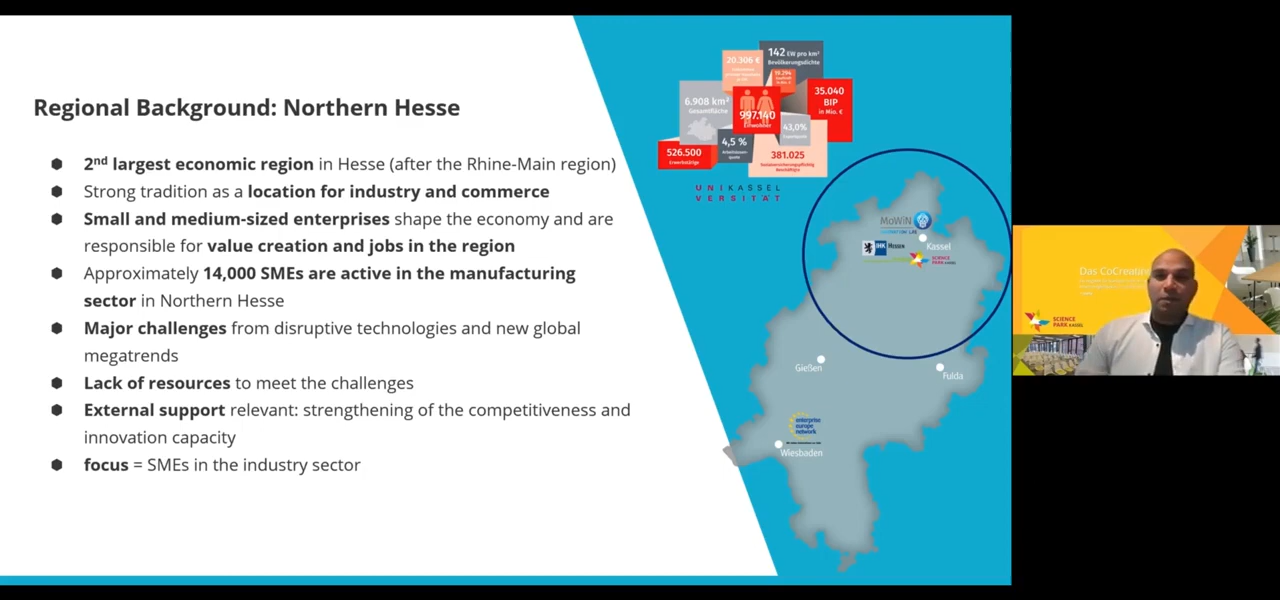 Regional Background: Northern Hesse
2nd largest economic region in Hesse (after the Rhine-Main region)
Strong tradition as a location for industry and commerce
Small and medium-sized enterprises shape the economy and are
responsible for value creation and jobs in the region
Approximately 14,000 SMEs are active in the manufacturing
sector in Northern Hesse
Major challenges from disruptive technologies and new global
megatrends
Lack of resources to meet the challenges
External support relevant: strengthening of the competitiveness and
innovation capacity
focus = SMEs in the industry sector
142 EW pro km²
Bevölkerungsdichte
20.306 €
6.908 km²
Gesamtfläche
997.140
Einwohner
35.040
BIP
in Mio. €
43,0%
4,5 %
526.500
Erwerbstätige
381.025
UNIKASSEL
VERSITÄT
MoWiN
IHK HESSEN
SCIENCE
PARK KASSEL
Kassel
Gießen
Fulda
enterprise
europe
network
Wiesbaden
Das CoCreation
SCIENCE
PARK KASSEL